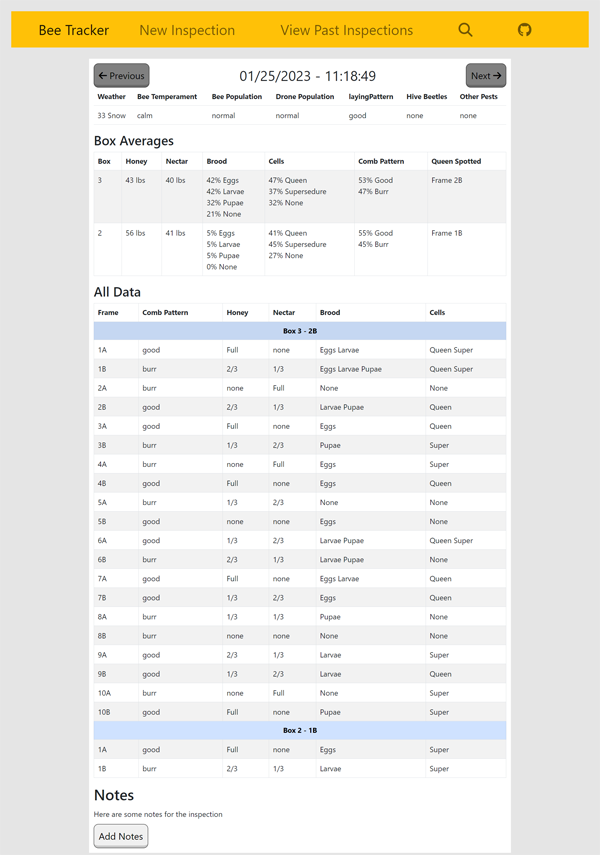 Bee Tracker New Inspection View Past Inspections
Previous 01/25/2023 - 11:18:49 Next
Weather Bee Temperament Bee Population Drone Population layingPattern Hive Beetles Other Pests
33 Snow calm normal normal good none none
Box Averages
Box Honey Nectar Brood Cells Comb Pattern Queen Spotted
3 43 lbs 40 lbs 42% Eggs 47% Queen 53% Good Frame 2B
42% Larvae 37% Supersedure 47% Burr
32% Pupae 32% None
21% None
2 56 lbs 41 lbs 5% Eggs 41% Queen 55% Good Frame 1B
5% Larvae 45% Supersedure 45% Burr
5% Pupae 27% None
0% None
All Data
Frame Comb Pattern Honey Nectar Brood Cells
Box 3 - 2B
1A good Full none Eggs Larvae Queen Super
1B burr 2/3 1/3 Eggs Larvae Pupae Queen Super
2A burr none Full None None
2B good 2/3 1/3 Larvae Pupae Queen
3A good Full none Eggs Queen
3B burr 1/3 2/3 Pupae Super
4A burr none Full Eggs Super
4B good Full none Eggs Queen
5A burr 1/3 2/3 None None
5B good none none Eggs None
6A good 1/3 2/3 Larvae Pupae Queen Super
6B burr 2/3 1/3 Larvae Pupae None
7A good Full none Eggs Larvae Queen
7B good 1/3 2/3 Eggs Queen
8A burr 1/3 1/3 Pupae None
8B burr none none None None
9A good 2/3 1/3 Larvae Super
9B good 1/3 2/3 Larvae Queen
10A burr none Full None Super
10B good Full none Pupae Super
Box 2 - 1B
1A good Full none Eggs Super
1B burr 2/3 1/3 Larvae Super
Notes
Here are some notes for the inspection
Add Notes